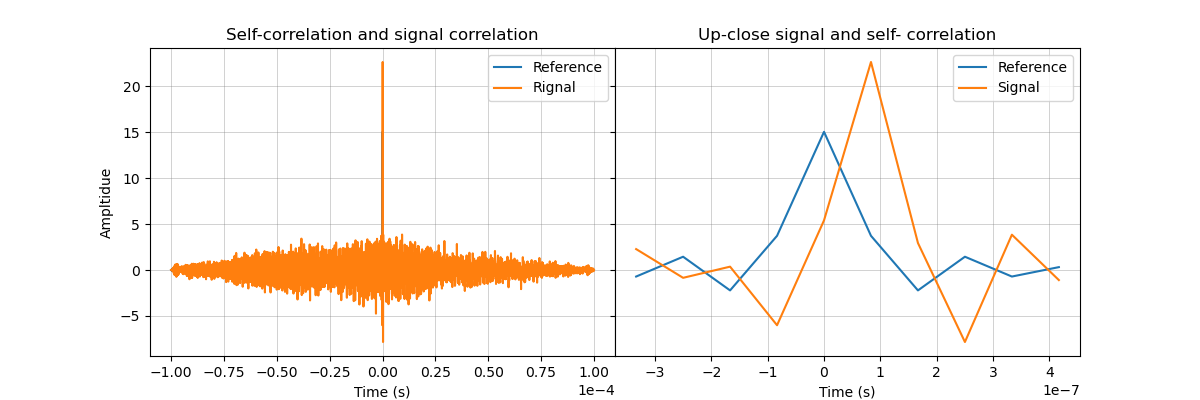 Self-correlation and signal correlation
Up-close signal and self- correlation
Reference
Rignal
Reference
Signal
Ampltidue
20
15
10
5
0
−5
−1.00 −0.75 −0.50 −0.25 0.00 0.25 0.50 0.75 1.00
1e−4
Time (s)
−3 −2 −1 0 1 2 3 4
1e−7
Time (s)